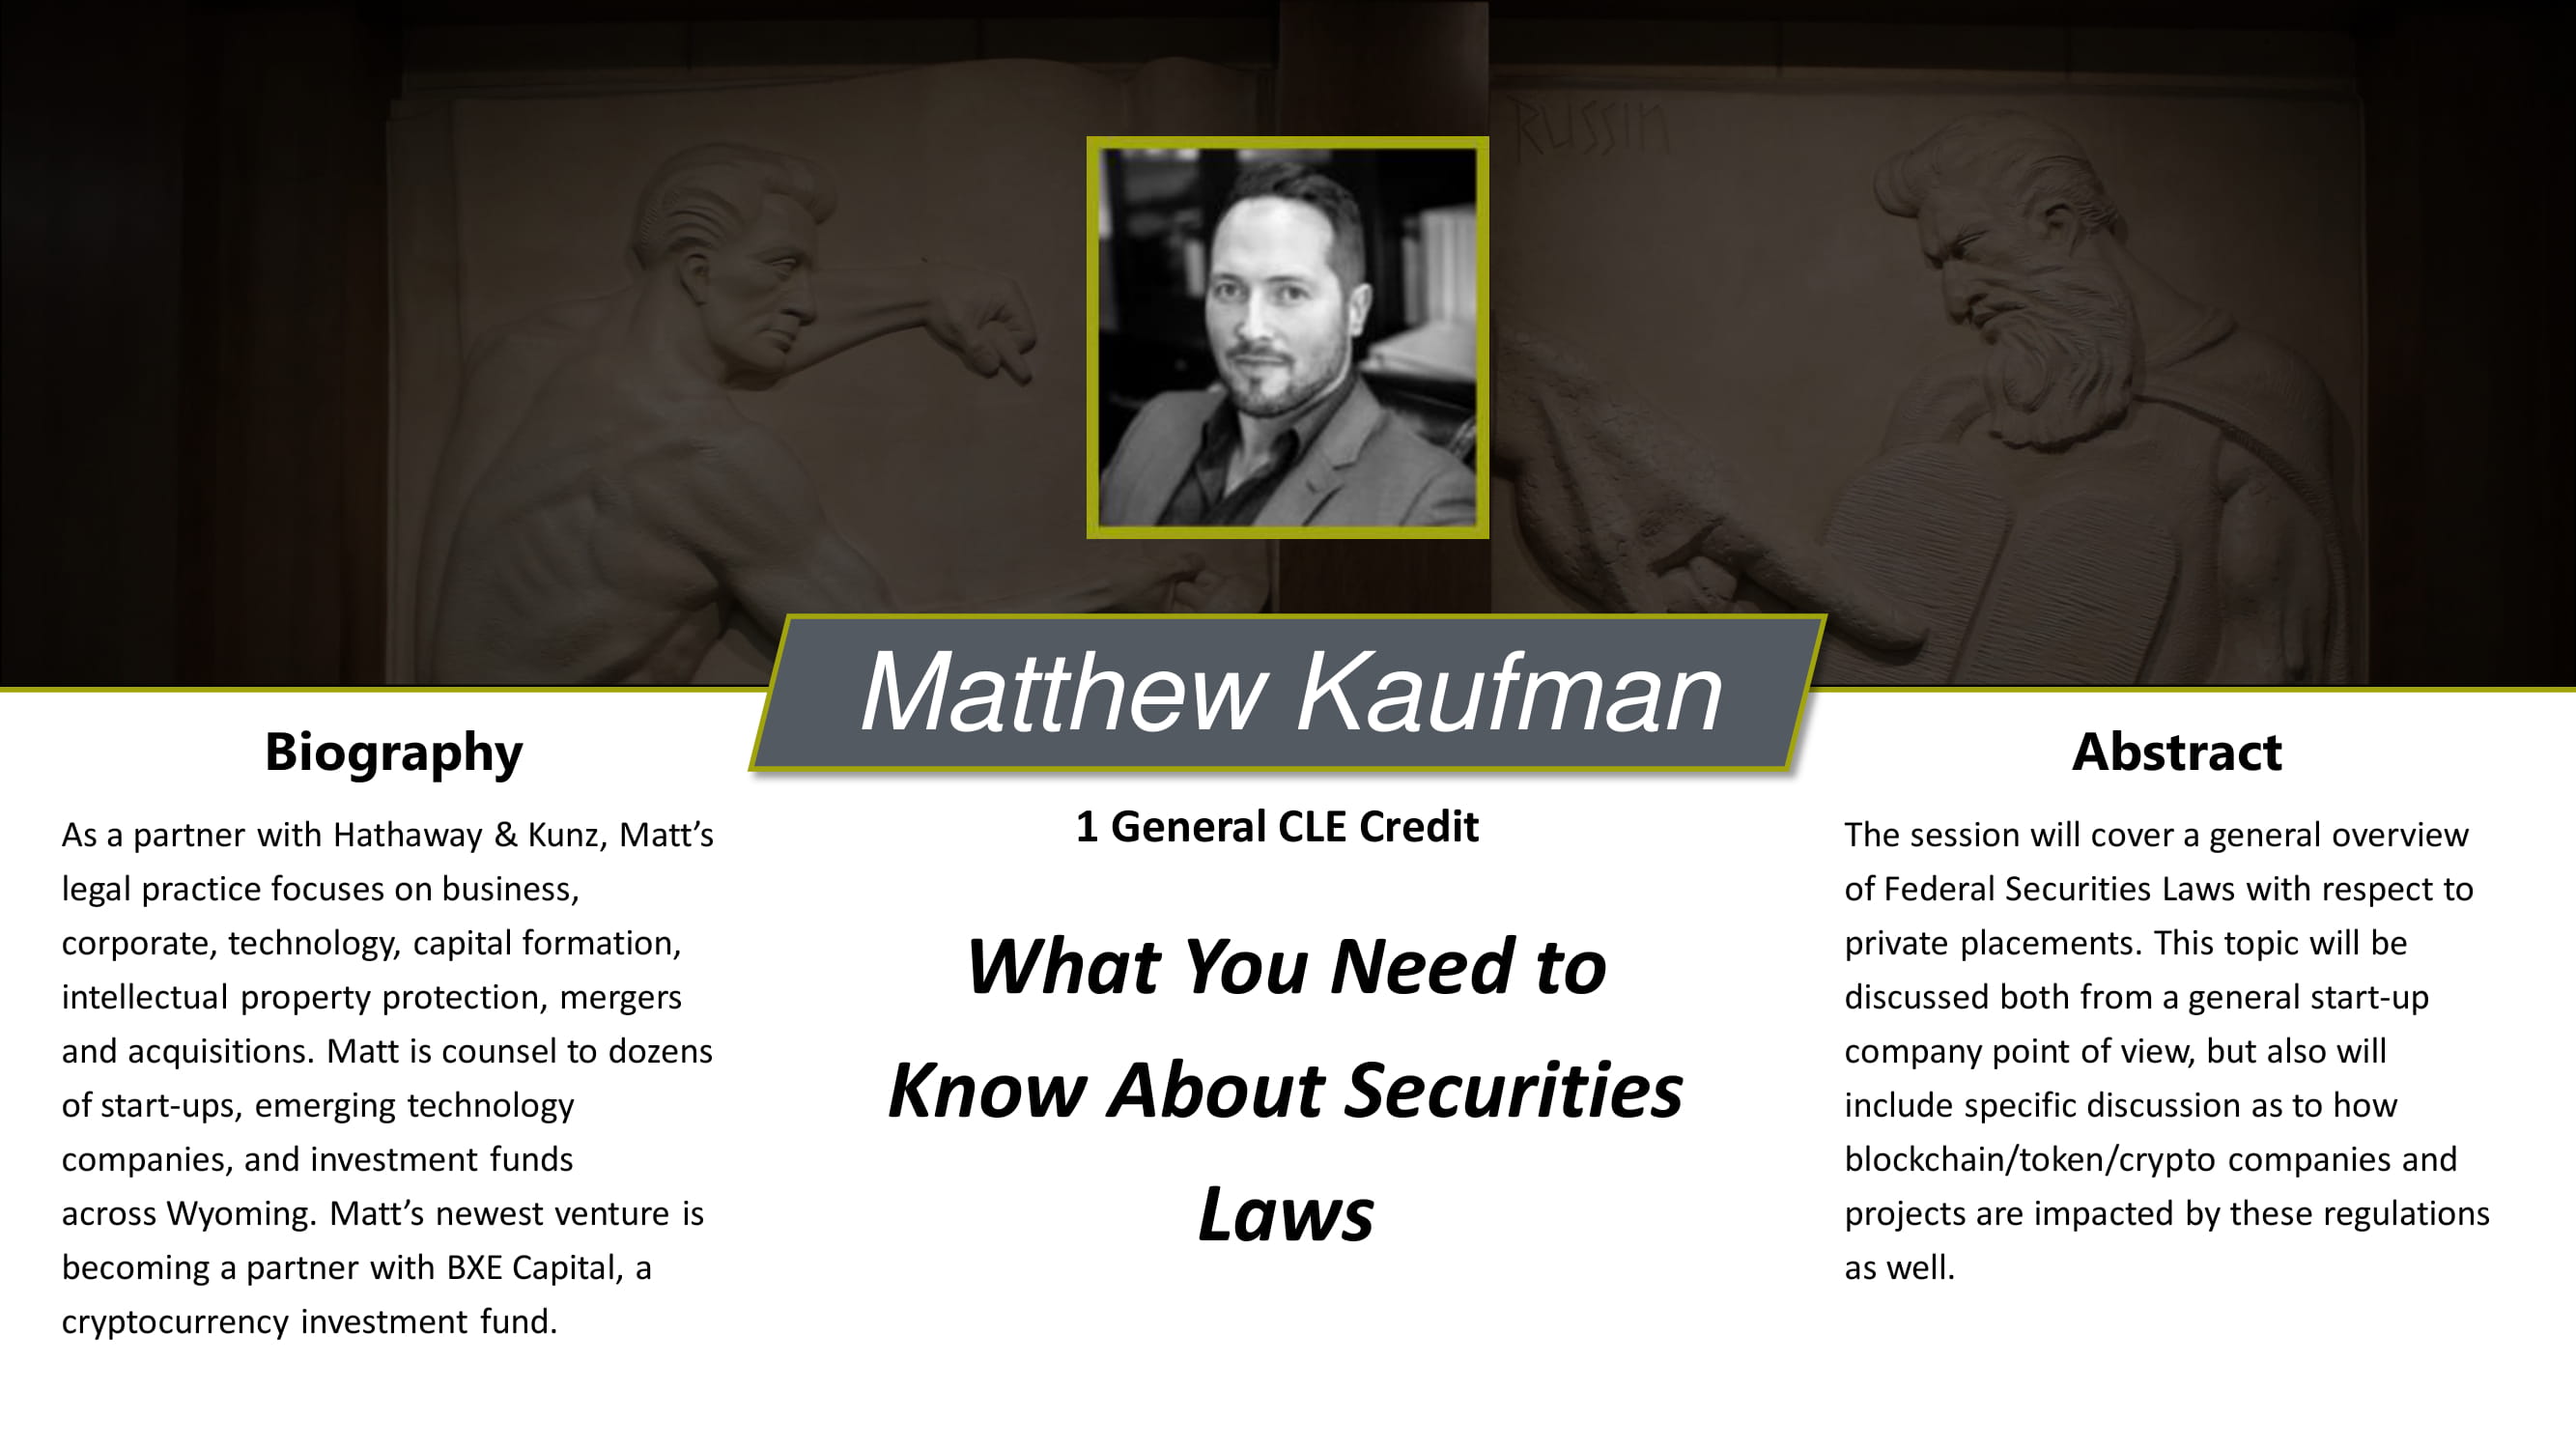 RUSSIN
Matthew Kaufman
Biography
As a partner with Hathaway & Kunz, Matt’s
legal practice focuses on business,
corporate, technology, capital formation,
intellectual property protection, mergers
and acquisitions. Matt is counsel to dozens
of start-ups, emerging technology
companies, and investment funds
across Wyoming. Matt’s newest venture is
becoming a partner with BXE Capital, a
cryptocurrency investment fund.
1 General CLE Credit
What You Need to
Know About Securities
Laws
Abstract
The session will cover a general overview
of Federal Securities Laws with respect to
private placements. This topic will be
discussed both from a general start-up
company point of view, but also will
include specific discussion as to how
blockchain/token/crypto companies and
projects are impacted by these regulations
as well.